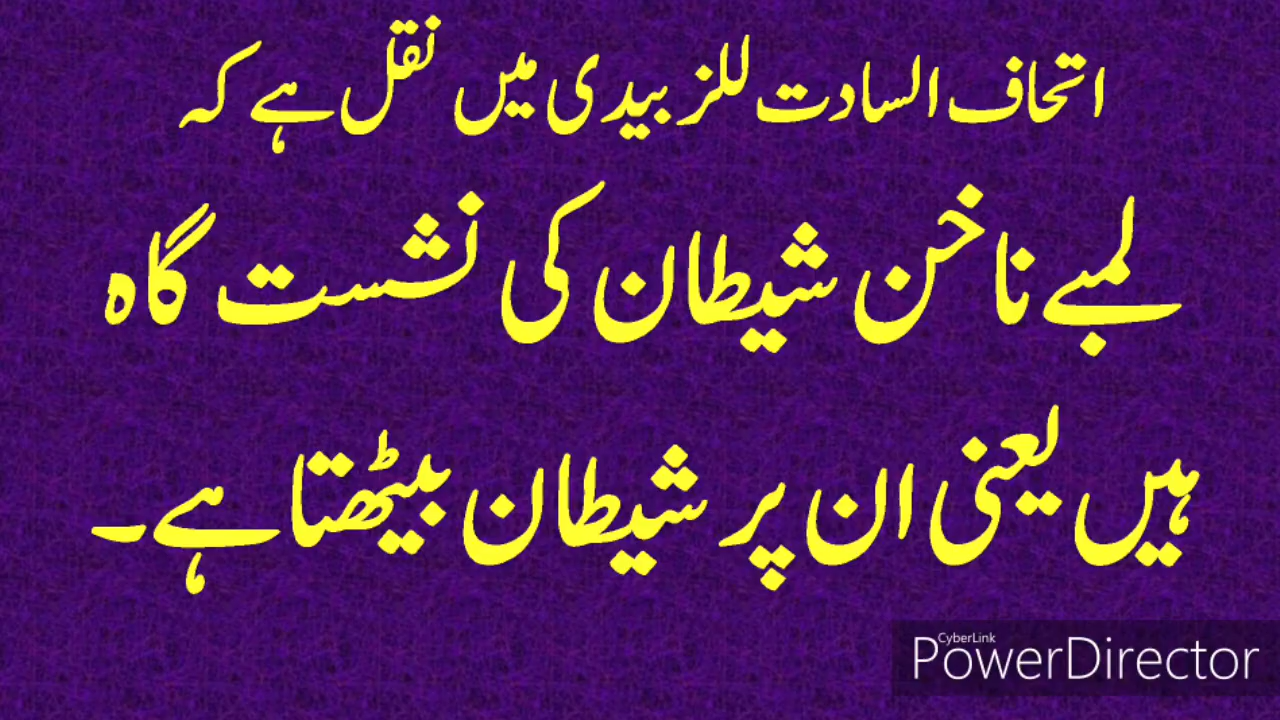 اتحاف السادت للزبیدی میں نقل ہے کہ
لمبے ناخن شیطان کی نشست گاہ
ہیں یعنی ان پر شیطان بیٹھتا ہے۔
CyberLink
PowerDirector